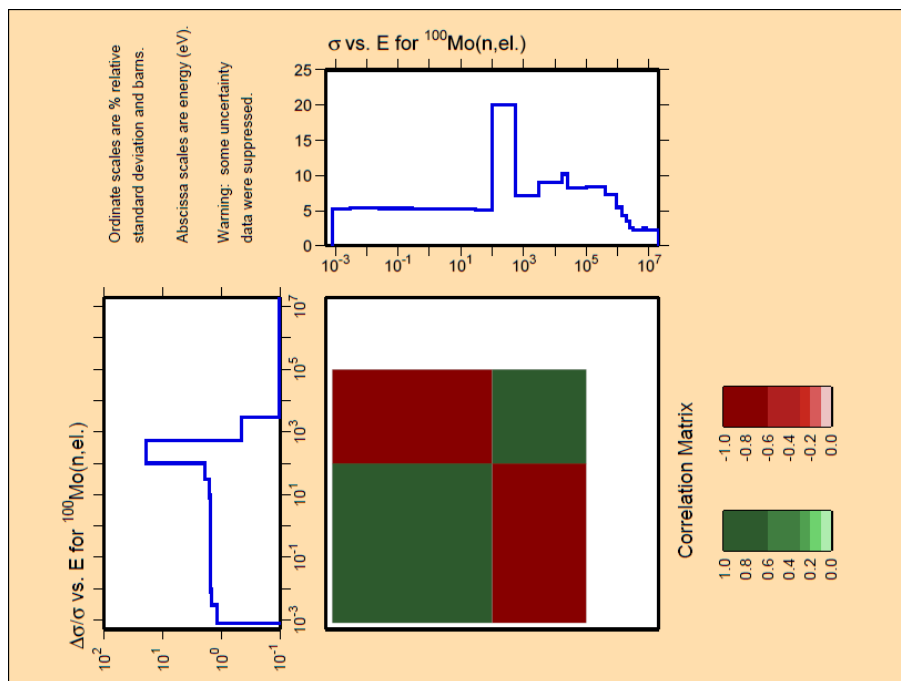 Ordinate scales are % relative
standard deviation and barns.
Abscissa scales are energy (eV).
Warning:  some uncertainty
data were suppressed.
σ vs. E for ¹⁰⁰Mo(n,el.)
25
20
15
10
5
0
10⁻³ 10⁻¹ 10¹ 10³ 10⁵ 10⁷
Δσ/σ vs. E for ¹⁰⁰Mo(n,el.)
10² 10¹ 10⁰ 10⁻¹
10⁻³ 10⁻¹ 10¹ 10³ 10⁵ 10⁷
Correlation Matrix
-1.0 -0.8 -0.6 -0.4 -0.2 0.0
1.0 0.8 0.6 0.4 0.2 0.0